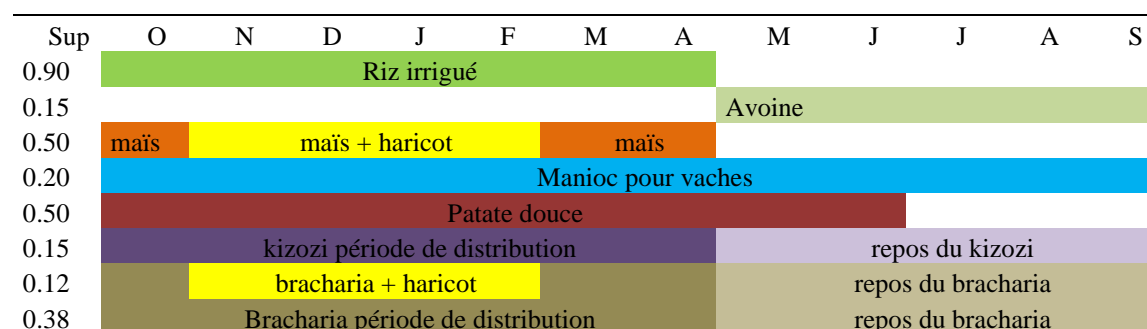 Sup O N D J F M A M J J A S
0.90 Riz irrigué
0.15 Avoine
0.50 maïs maïs + haricot maïs
0.20 Manioc pour vaches
0.50 Patate douce
0.15 kizozi période de distribution repos du kizozi
0.12 bracharia + haricot repos du bracharia
0.38 Bracharia période de distribution repos du bracharia